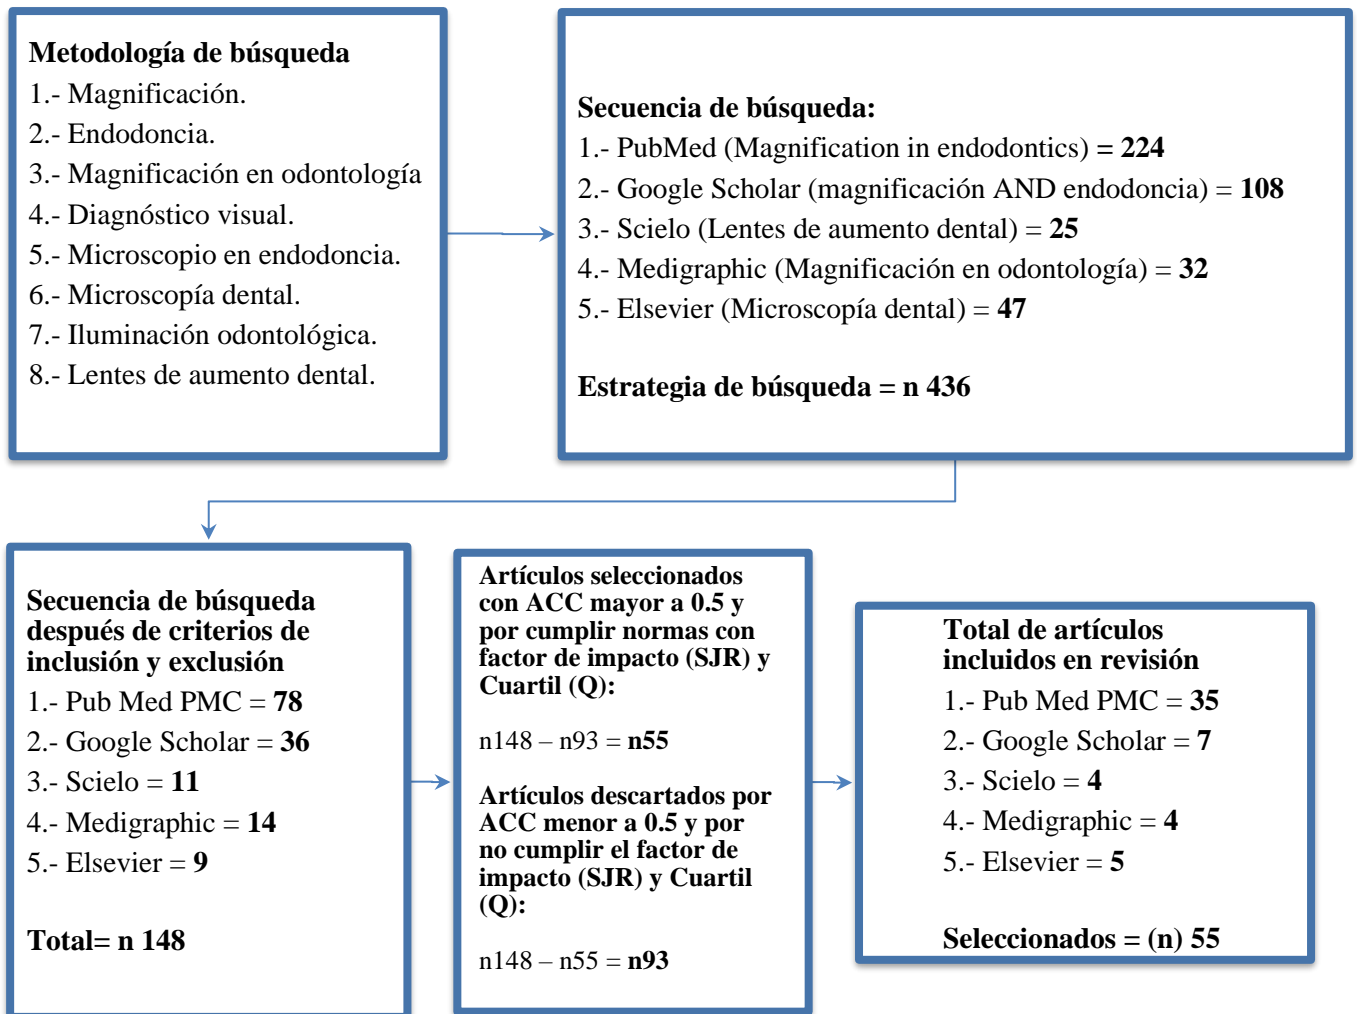 Metodología de búsqueda
1.- Magnificación.
2.- Endodoncia.
3.- Magnificación en odontología
4.- Diagnóstico visual.
5.- Microscopio en endodoncia.
6.- Microscopía dental.
7.- Iluminación odontológica.
8.- Lentes de aumento dental.
Secuencia de búsqueda:
1.- PubMed (Magnification in endodontics) = 224
2.- Google Scholar (magnificación AND endodoncia) = 108
3.- Scielo (Lentes de aumento dental) = 25
4.- Medigraphic (Magnificación en odontología) = 32
5.- Elsevier (Microscopía dental) = 47
Estrategia de búsqueda = n 436
Secuencia de búsqueda
después de criterios de
inclusión y exclusión
1.- Pub Med PMC = 78
2.- Google Scholar = 36
3.- Scielo = 11
4.- Medigraphic = 14
5.- Elsevier = 9
Total= n 148
Artículos seleccionados
con ACC mayor a 0.5 y
por cumplir normas con
factor de impacto (SJR) y
Cuartil (Q):
n148 – n93 = n55
Artículos descartados por
ACC menor a 0.5 y por
no cumplir el factor de
impacto (SJR) y Cuartil
(Q):
n148 – n55 = n93
Total de artículos
incluidos en revisión
1.- Pub Med PMC = 35
2.- Google Scholar = 7
3.- Scielo = 4
4.- Medigraphic = 4
5.- Elsevier = 5
Seleccionados = (n) 55